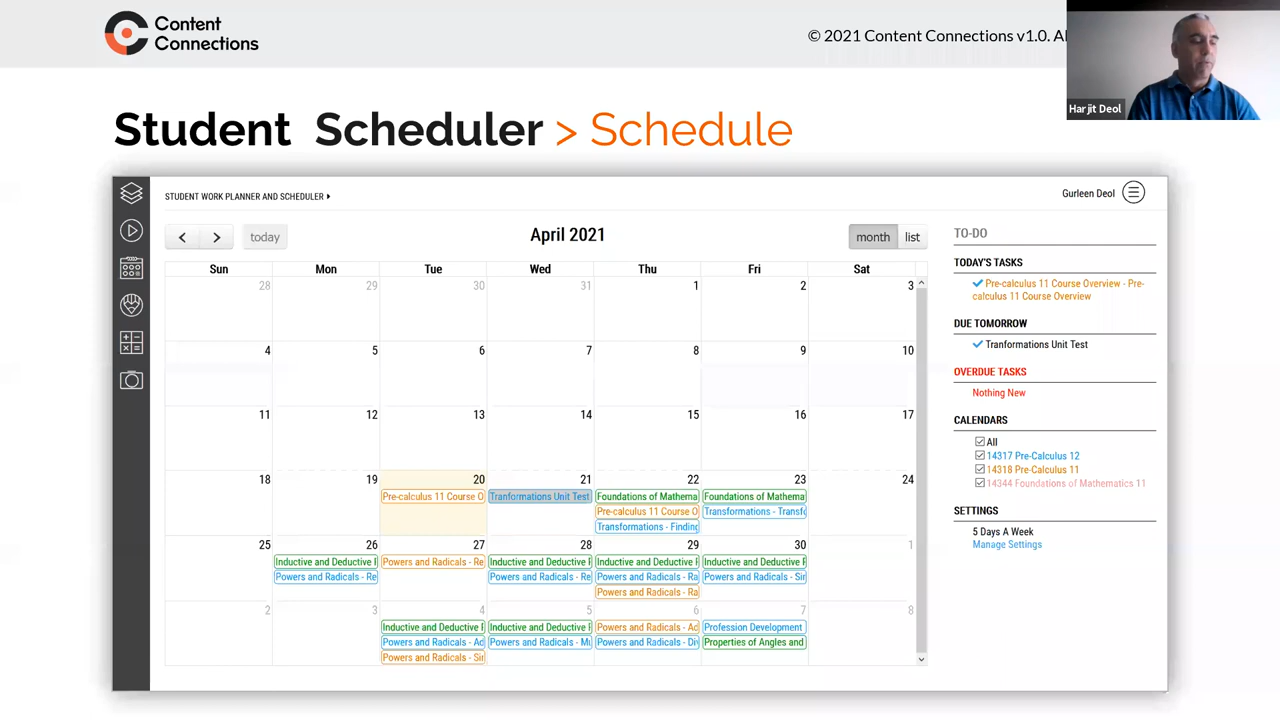 Content
Connections
© 2021 Content Connections v1.0. Al
Harjit Deol
Student Scheduler > Schedule
STUDENT WORK PLANNER AND SCHEDULER
Gurleen Deol
today
April 2021
month list
Sun Mon Tue Wed Thu Fri Sat
28 29 30 31 1 2 3
4 5 6 7 8 9 10
11 12 13 14 15 16 17
18 19 20 21 22 23 24
Pre-calculus 11 Course O Tranformations Unit Test Foundations of Mathema Foundations of Mathema
Pre-calculus 11 Course O Transformations - Transfo
Transformations - Finding
25 26 27 28 29 30 1
Inductive and Deductive R Powers and Radicals - Re Inductive and Deductive R Inductive and Deductive R Inductive and Deductive R
Powers and Radicals - Re Powers and Radicals - Re Powers and Radicals - Ra Powers and Radicals - Sir
Powers and Radicals - Ra
2 3 4 5 6 7 8
Inductive and Deductive R Inductive and Deductive R Powers and Radicals - Ad Profession Development
Powers and Radicals - Ad Powers and Radicals - Mu Powers and Radicals - Div Properties of Angles and
Powers and Radicals - Sir
TO-DO
TODAY'S TASKS
Pre-calculus 11 Course Overview - Pre-
calculus 11 Course Overview
DUE TOMORROW
Tranformations Unit Test
OVERDUE TASKS
Nothing New
CALENDARS
All
14317 Pre-Calculus 12
14318 Pre-Calculus 11
14344 Foundations of Mathematics 11
SETTINGS
5 Days A Week
Manage Settings